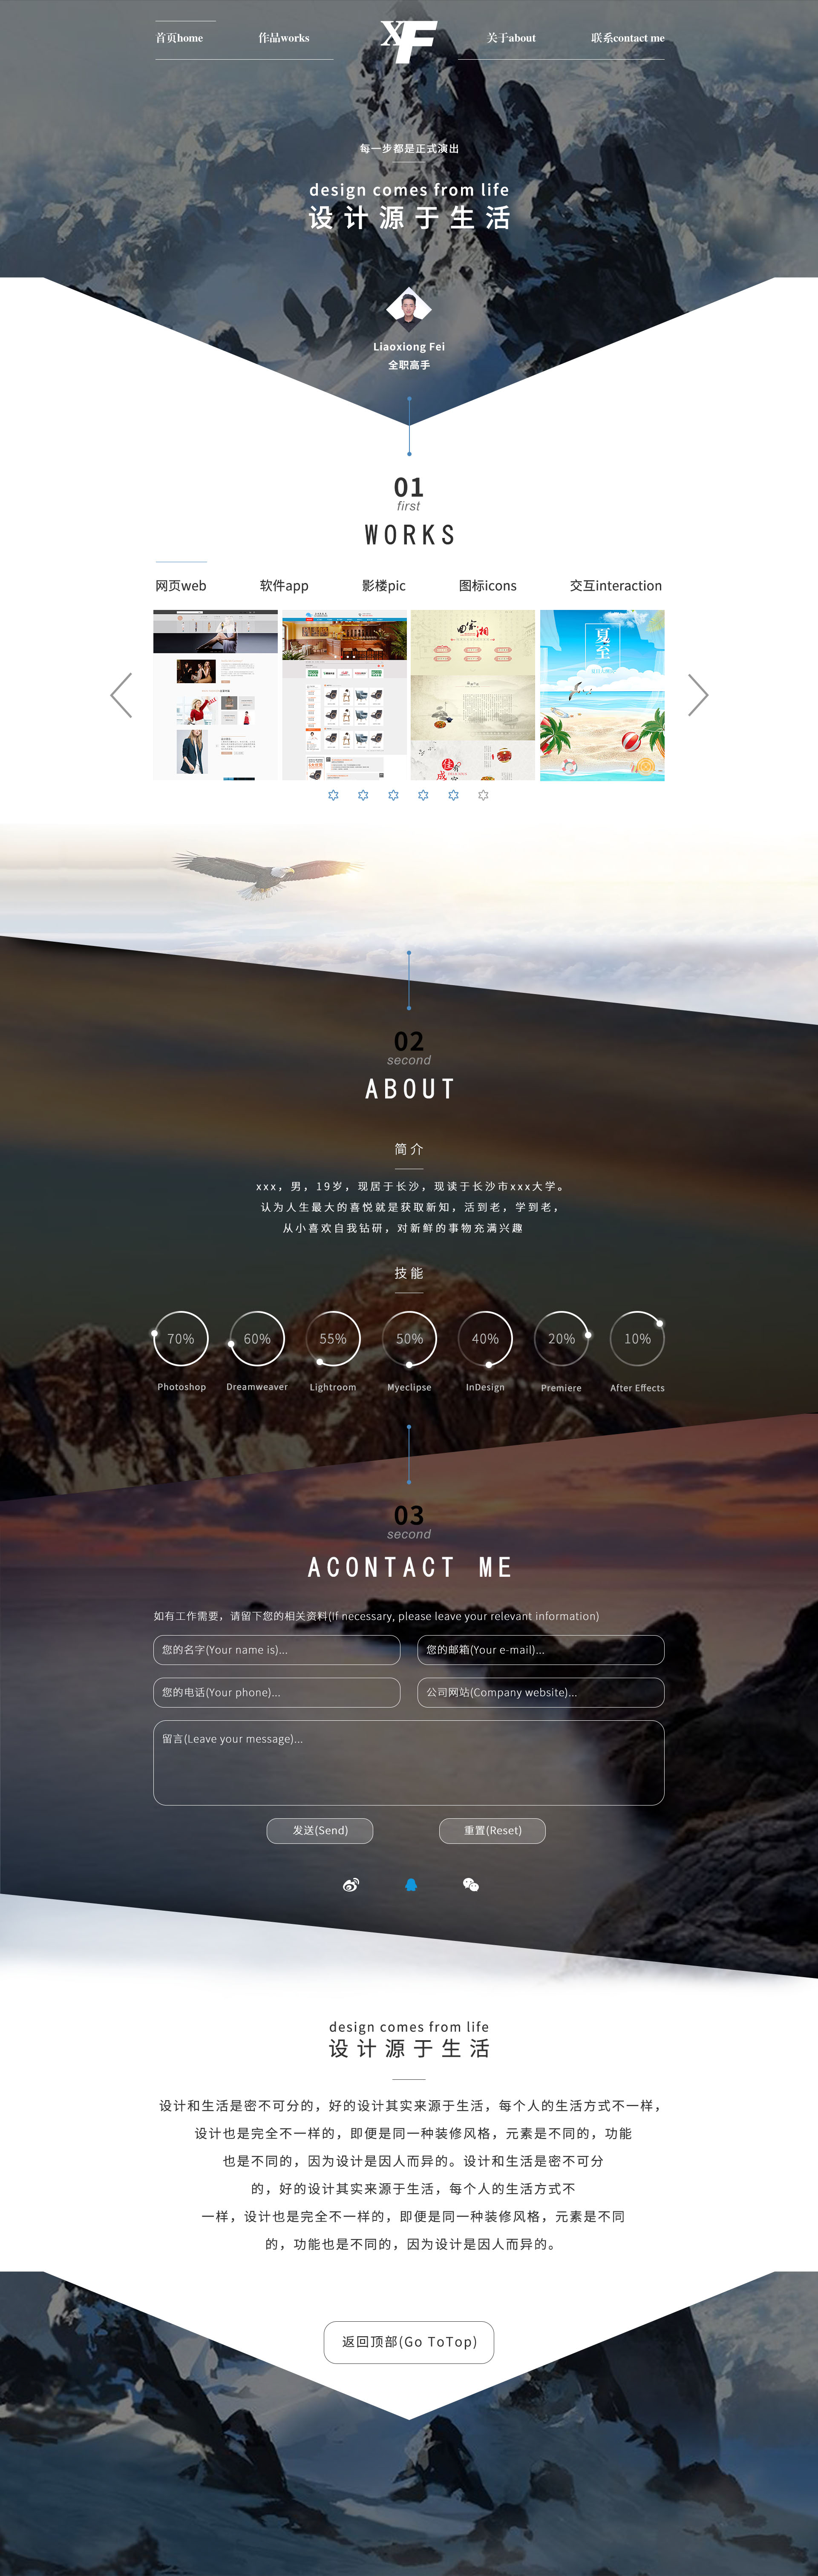 首页home
作品works
XF
关于about
联系contact me
每一步都是正式演出
design comes from life
设计源于生活
Liaoxiong Fei
全职高手
01
first
WORKS
网页web
软件app
影楼pic
图标icons
交互interaction
夏至
02
second
ABOUT
简介
xxx，男，19岁，现居于长沙，现读于长沙市xxx大学。
认为人生最大的喜悦就是获取新知，活到老，学到老，
从小喜欢自我钻研，对新鲜的事物充满兴趣
技能
70%
60%
55%
50%
40%
20%
10%
Photoshop
Dreamweaver
Lightroom
Myeclipse
InDesign
Premiere
After Effects
03
second
ACONTACT ME
如有工作需要，请留下您的相关资料(If necessary, please leave your relevant information)
您的名字(Your name is)...
您的邮箱(Your e-mail)...
您的电话(Your phone)...
公司网站(Company website)...
留言(Leave your message)...
发送(Send)
重置(Reset)
design comes from life
设计源于生活
设计和生活是密不可分的，好的设计其实来源于生活，每个人的生活方式不一样，
设计也是完全不一样的，即便是同一种装修风格，元素是不同的，功能
也是不同的，因为设计是因人而异的。设计和生活是密不可分
的，好的设计其实来源于生活，每个人的生活方式不
一样，设计也是完全不一样的，即便是同一种装修风格，元素是不同
的，功能也是不同的，因为设计是因人而异的。
返回顶部(Go ToTop)